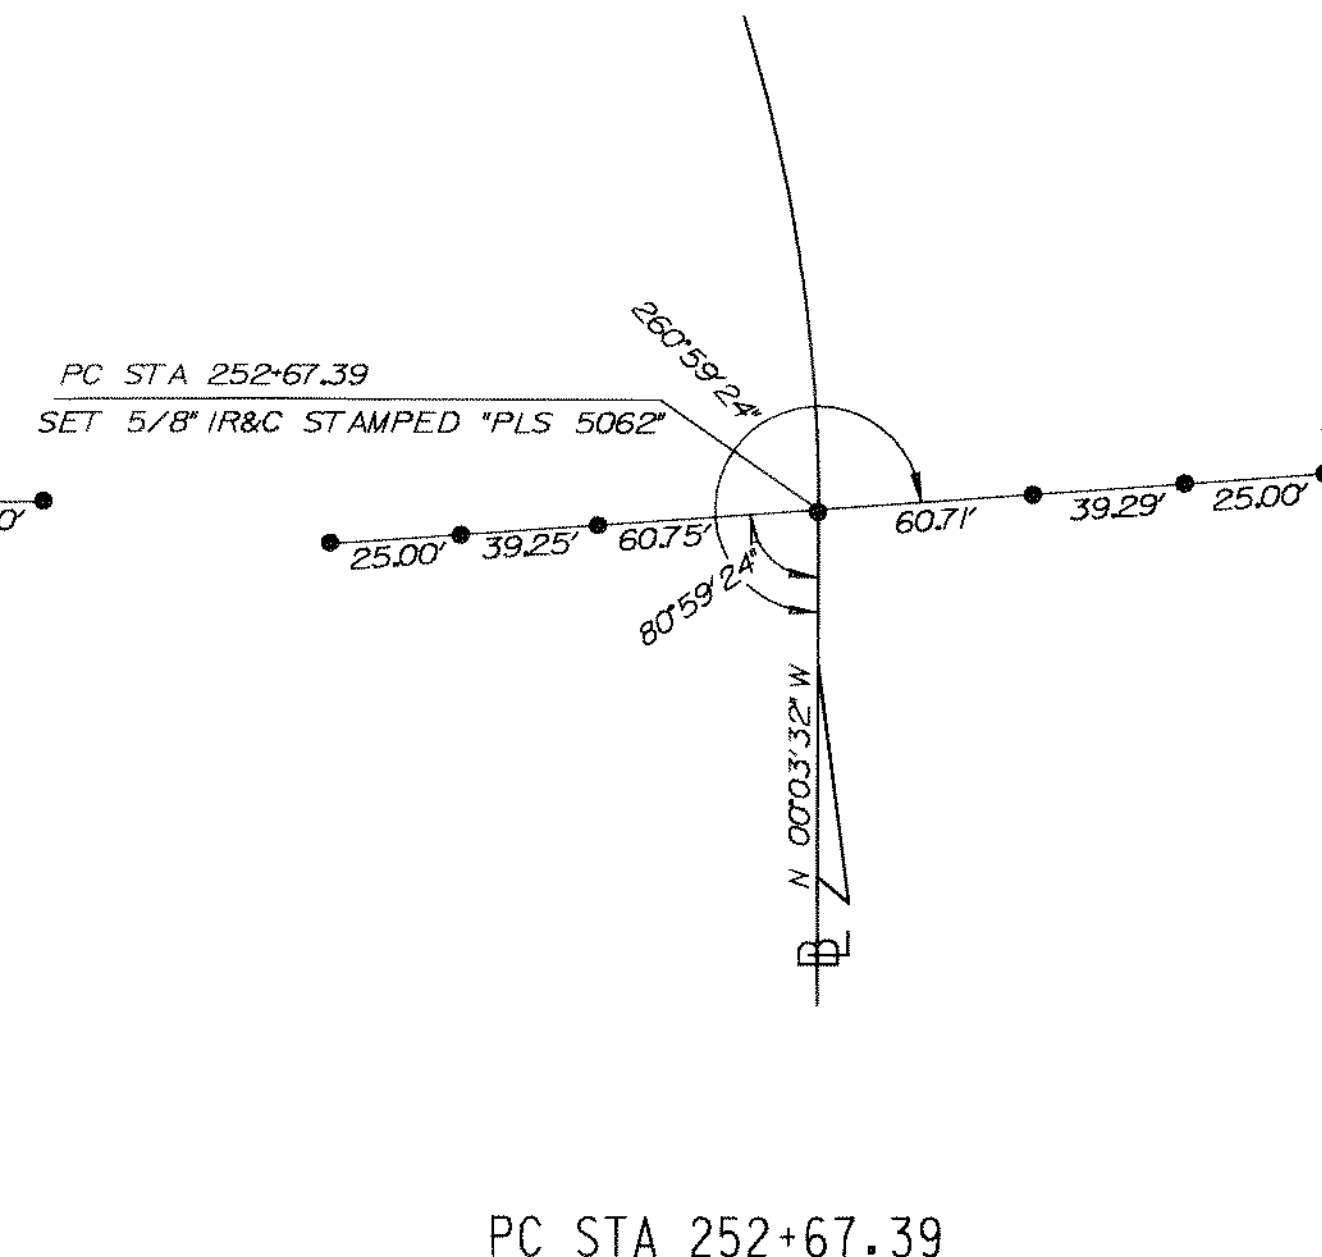 260°59'24"
PC STA 252+67.39
SET 5/8" IR&C STAMPED "PLS 5062"
0'
25.00' 39.25' 60.75' 60.71' 39.29' 25.00'
80°59'24"
N 00°03'32" W
BL
PC STA 252+67.39